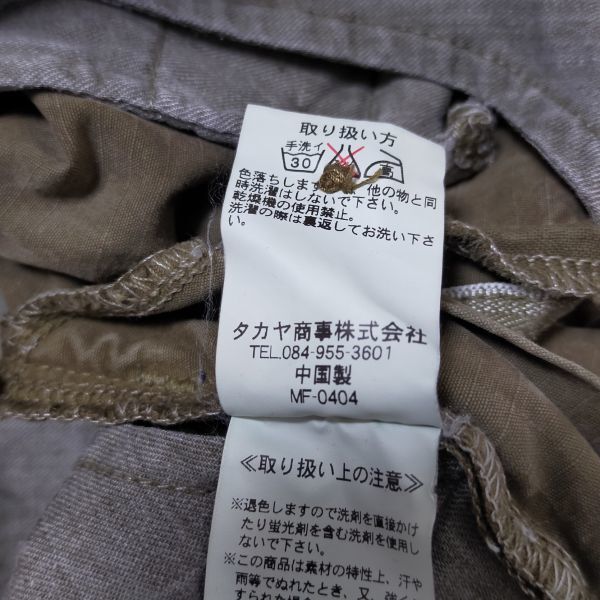 取り扱い方
手洗イ
30
高
色落ちします 他の物と同
時洗濯はしないで下さい。
乾燥機の使用禁止。
洗濯の際は裏返してお洗い下さ
い。
タカヤ商事株式会社
TEL.084-955-3601
中国製
MF-0404
≪取り扱い上の注意≫
※退色しますので洗剤を直接かけ
たり蛍光剤を含む洗剤を使用し
ないで下さい。
※この商品は素材の特性上、汗や
雨等でぬれたとき、又、強く
すられた場合